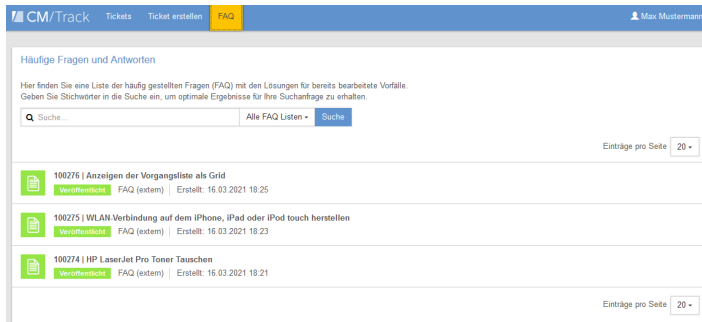 CM/Track Tickets Ticket erstellen FAQ Max Mustermann
Häufige Fragen und Antworten
Hier finden Sie eine Liste der häufig gestellten Fragen (FAQ) mit den Lösungen für bereits bearbeitete Vorfälle.
Geben Sie Stichwörter in die Suche ein, um optimale Ergebnisse für Ihre Suchanfrage zu erhalten.
Suche... Alle FAQ Listen Suche
Einträge pro Seite 20
100276 | Anzeigen der Vorgangsliste als Grid
Veröffentlicht FAQ (extern) Erstellt: 16.03.2021 18:25
100275 | WLAN-Verbindung auf dem iPhone, iPad oder iPod touch herstellen
Veröffentlicht FAQ (extern) Erstellt: 16.03.2021 18:23
100274 | HP LaserJet Pro Toner Tauschen
Veröffentlicht FAQ (extern) Erstellt: 16.03.2021 18:21
Einträge pro Seite 20